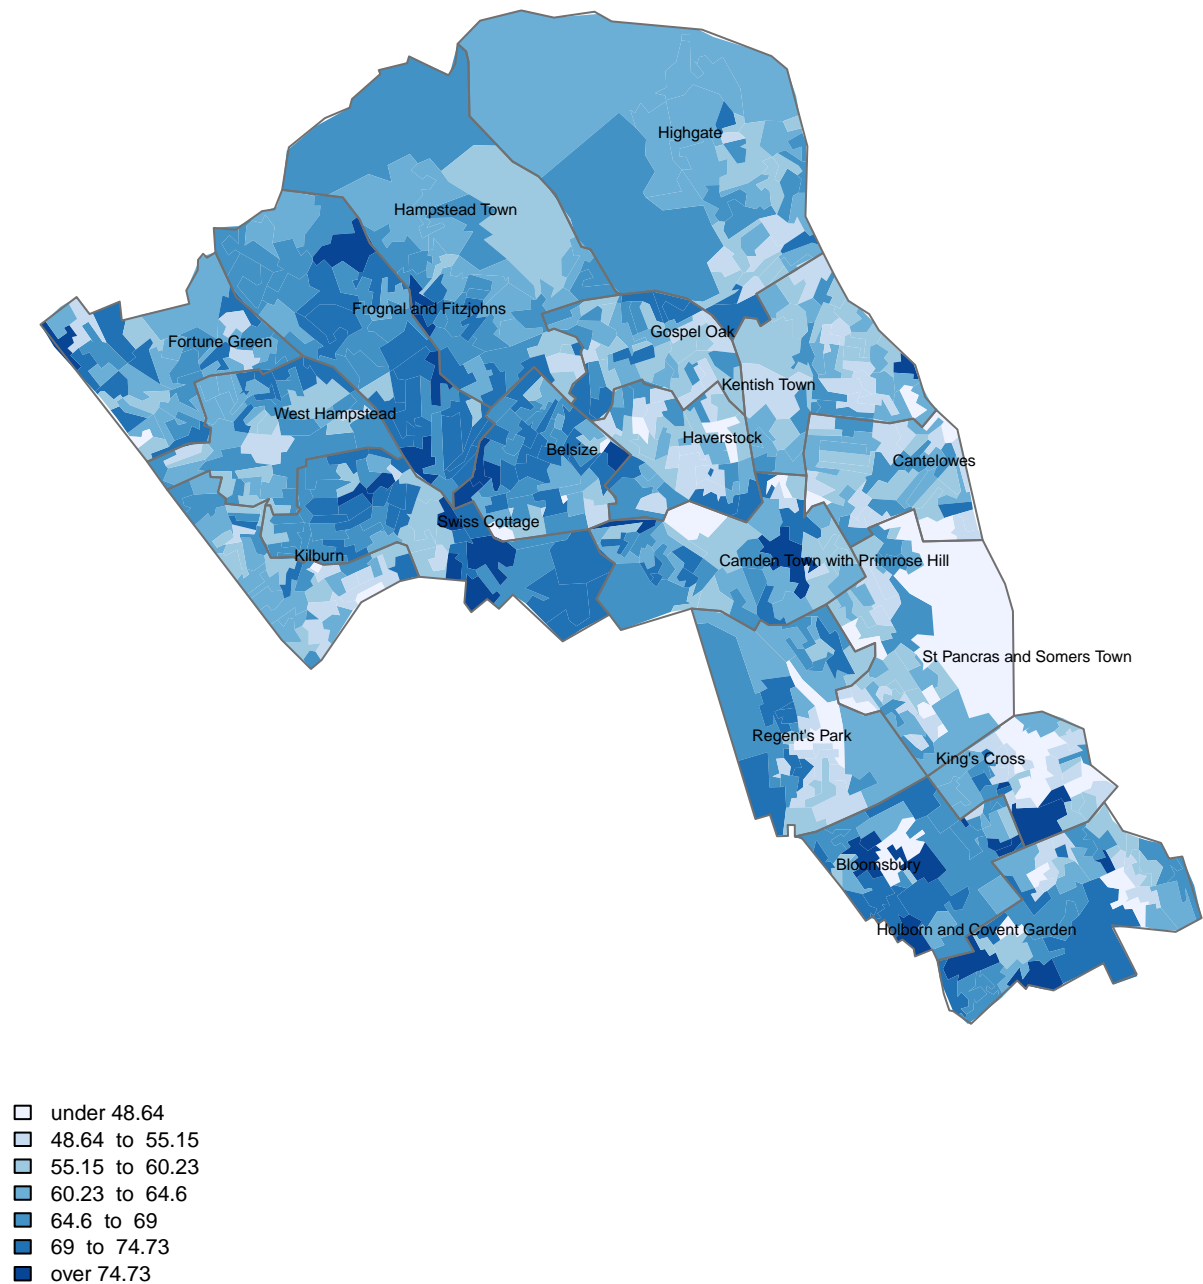 Highgate
Hampstead Town
Frognal and Fitzjohns
Gospel Oak
Fortune Green
Kentish Town
West Hampstead
Haverstock
Belsize
Cantelowes
Swiss Cottage
Kilburn
Camden Town with Primrose Hill
St Pancras and Somers Town
Regent's Park
King's Cross
Bloomsbury
Holborn and Covent Garden
under 48.64
48.64 to 55.15
55.15 to 60.23
60.23 to 64.6
64.6 to 69
69 to 74.73
over 74.73